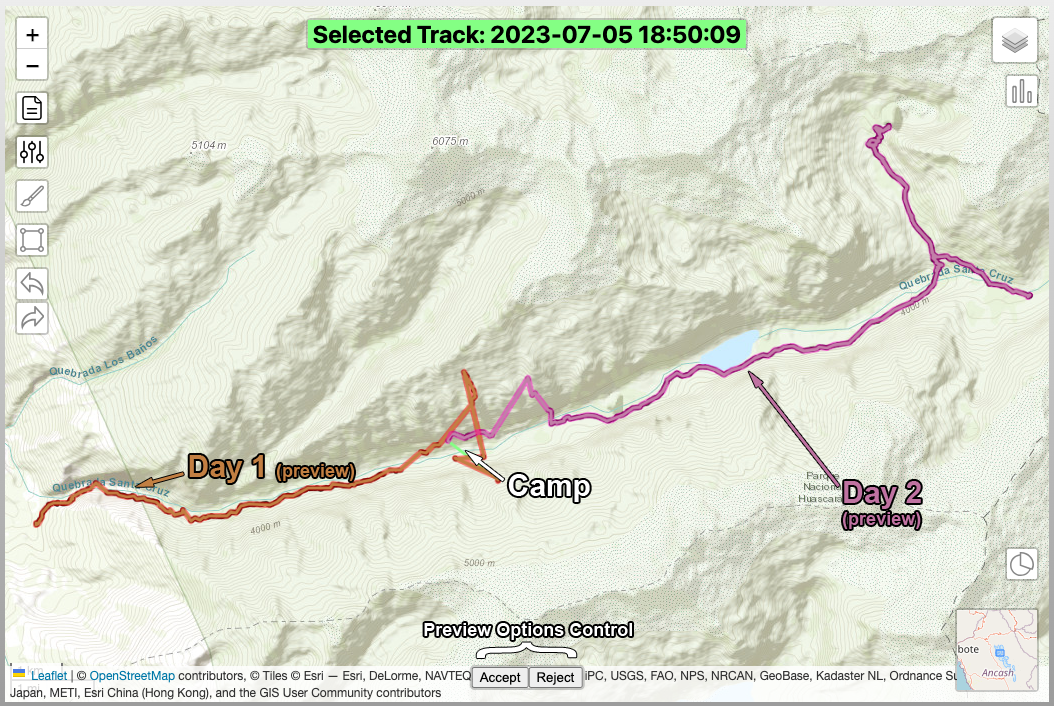 +
Selected Track: 2023-07-05 18:50:09
−
5104 m
6075 m
5000 m
Quebrada Santa Cruz
4000 m
Quebrada Los Baños
Day 1 (preview)
Quebrada Santa Cruz
Camp
Parque
Nacional
Huascarán
Day 2
(preview)
4000 m
5000 m
Preview Options Control
bote
Ancash
Leaflet | © OpenStreetMap contributors, © Tiles © Esri — Esri, DeLorme, NAVTEQ
Accept
Reject
iPC, USGS, FAO, NPS, NRCAN, GeoBase, Kadaster NL, Ordnance Su
Japan, METI, Esri China (Hong Kong), and the GIS User Community contributors